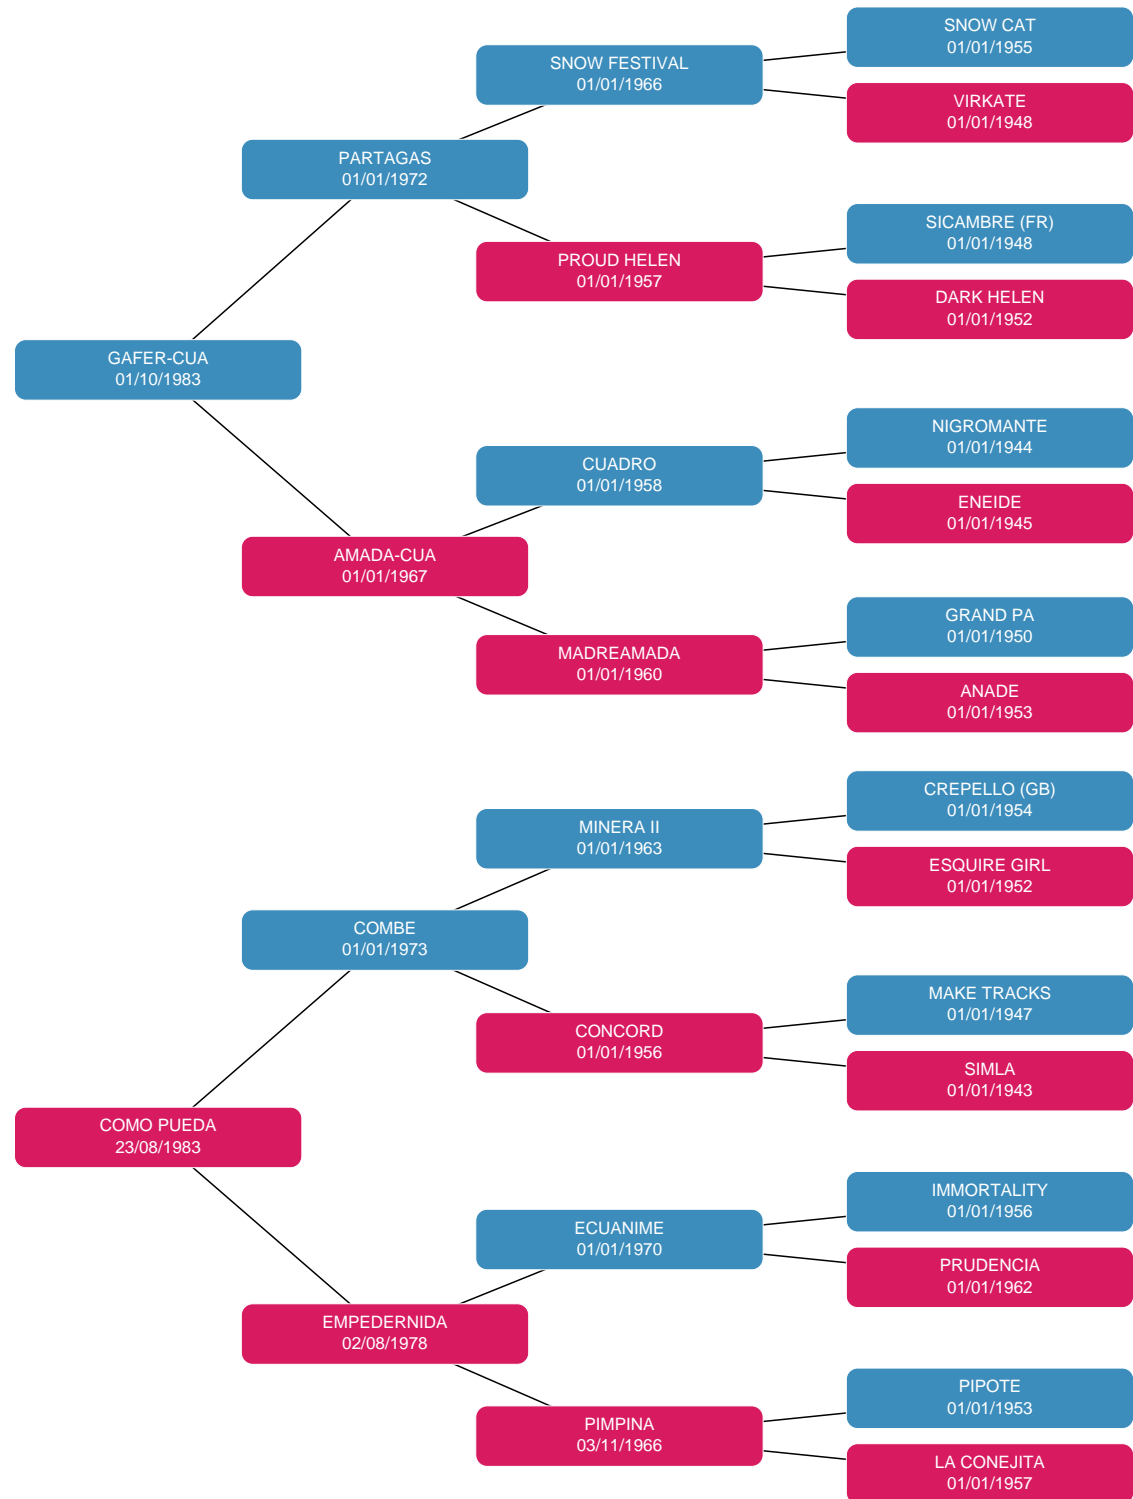 SNOW CAT
01/01/1955
SNOW FESTIVAL
01/01/1966
VIRKATE
01/01/1948
PARTAGAS
01/01/1972
SICAMBRE (FR)
01/01/1948
PROUD HELEN
01/01/1957
DARK HELEN
01/01/1952
GAFER-CUA
01/10/1983
NIGROMANTE
01/01/1944
CUADRO
01/01/1958
ENEIDE
01/01/1945
AMADA-CUA
01/01/1967
GRAND PA
01/01/1950
MADREAMADA
01/01/1960
ANADE
01/01/1953
CREPELLO (GB)
01/01/1954
MINERA II
01/01/1963
ESQUIRE GIRL
01/01/1952
COMBE
01/01/1973
MAKE TRACKS
01/01/1947
CONCORD
01/01/1956
SIMLA
01/01/1943
COMO PUEDA
23/08/1983
IMMORTALITY
01/01/1956
ECUANIME
01/01/1970
PRUDENCIA
01/01/1962
EMPEDERNIDA
02/08/1978
PIPOTE
01/01/1953
PIMPINA
03/11/1966
LA CONEJITA
01/01/1957